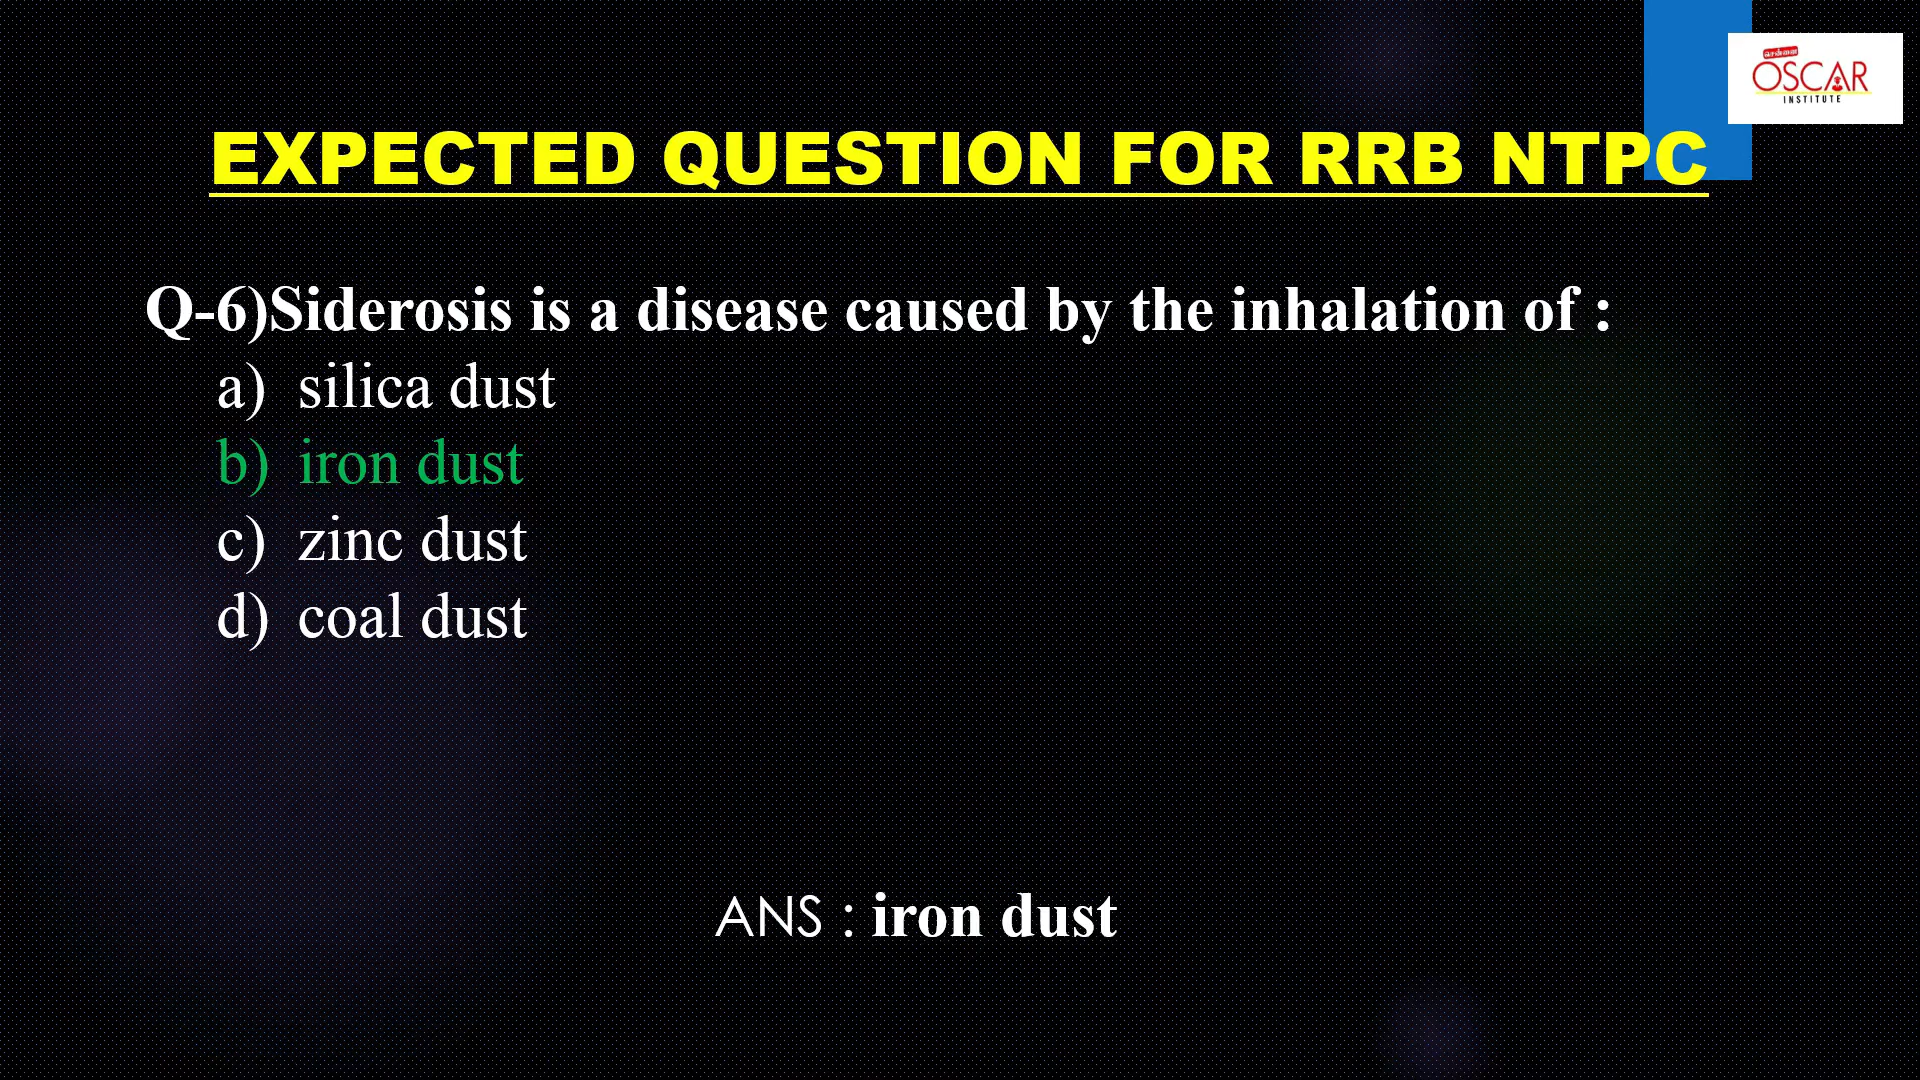 சென்னை
OSCAR
INSTITUTE
EXPECTED QUESTION FOR RRB NTPC
Q-6)Siderosis is a disease caused by the inhalation of :
a) silica dust
b) iron dust
c) zinc dust
d) coal dust
ANS : iron dust